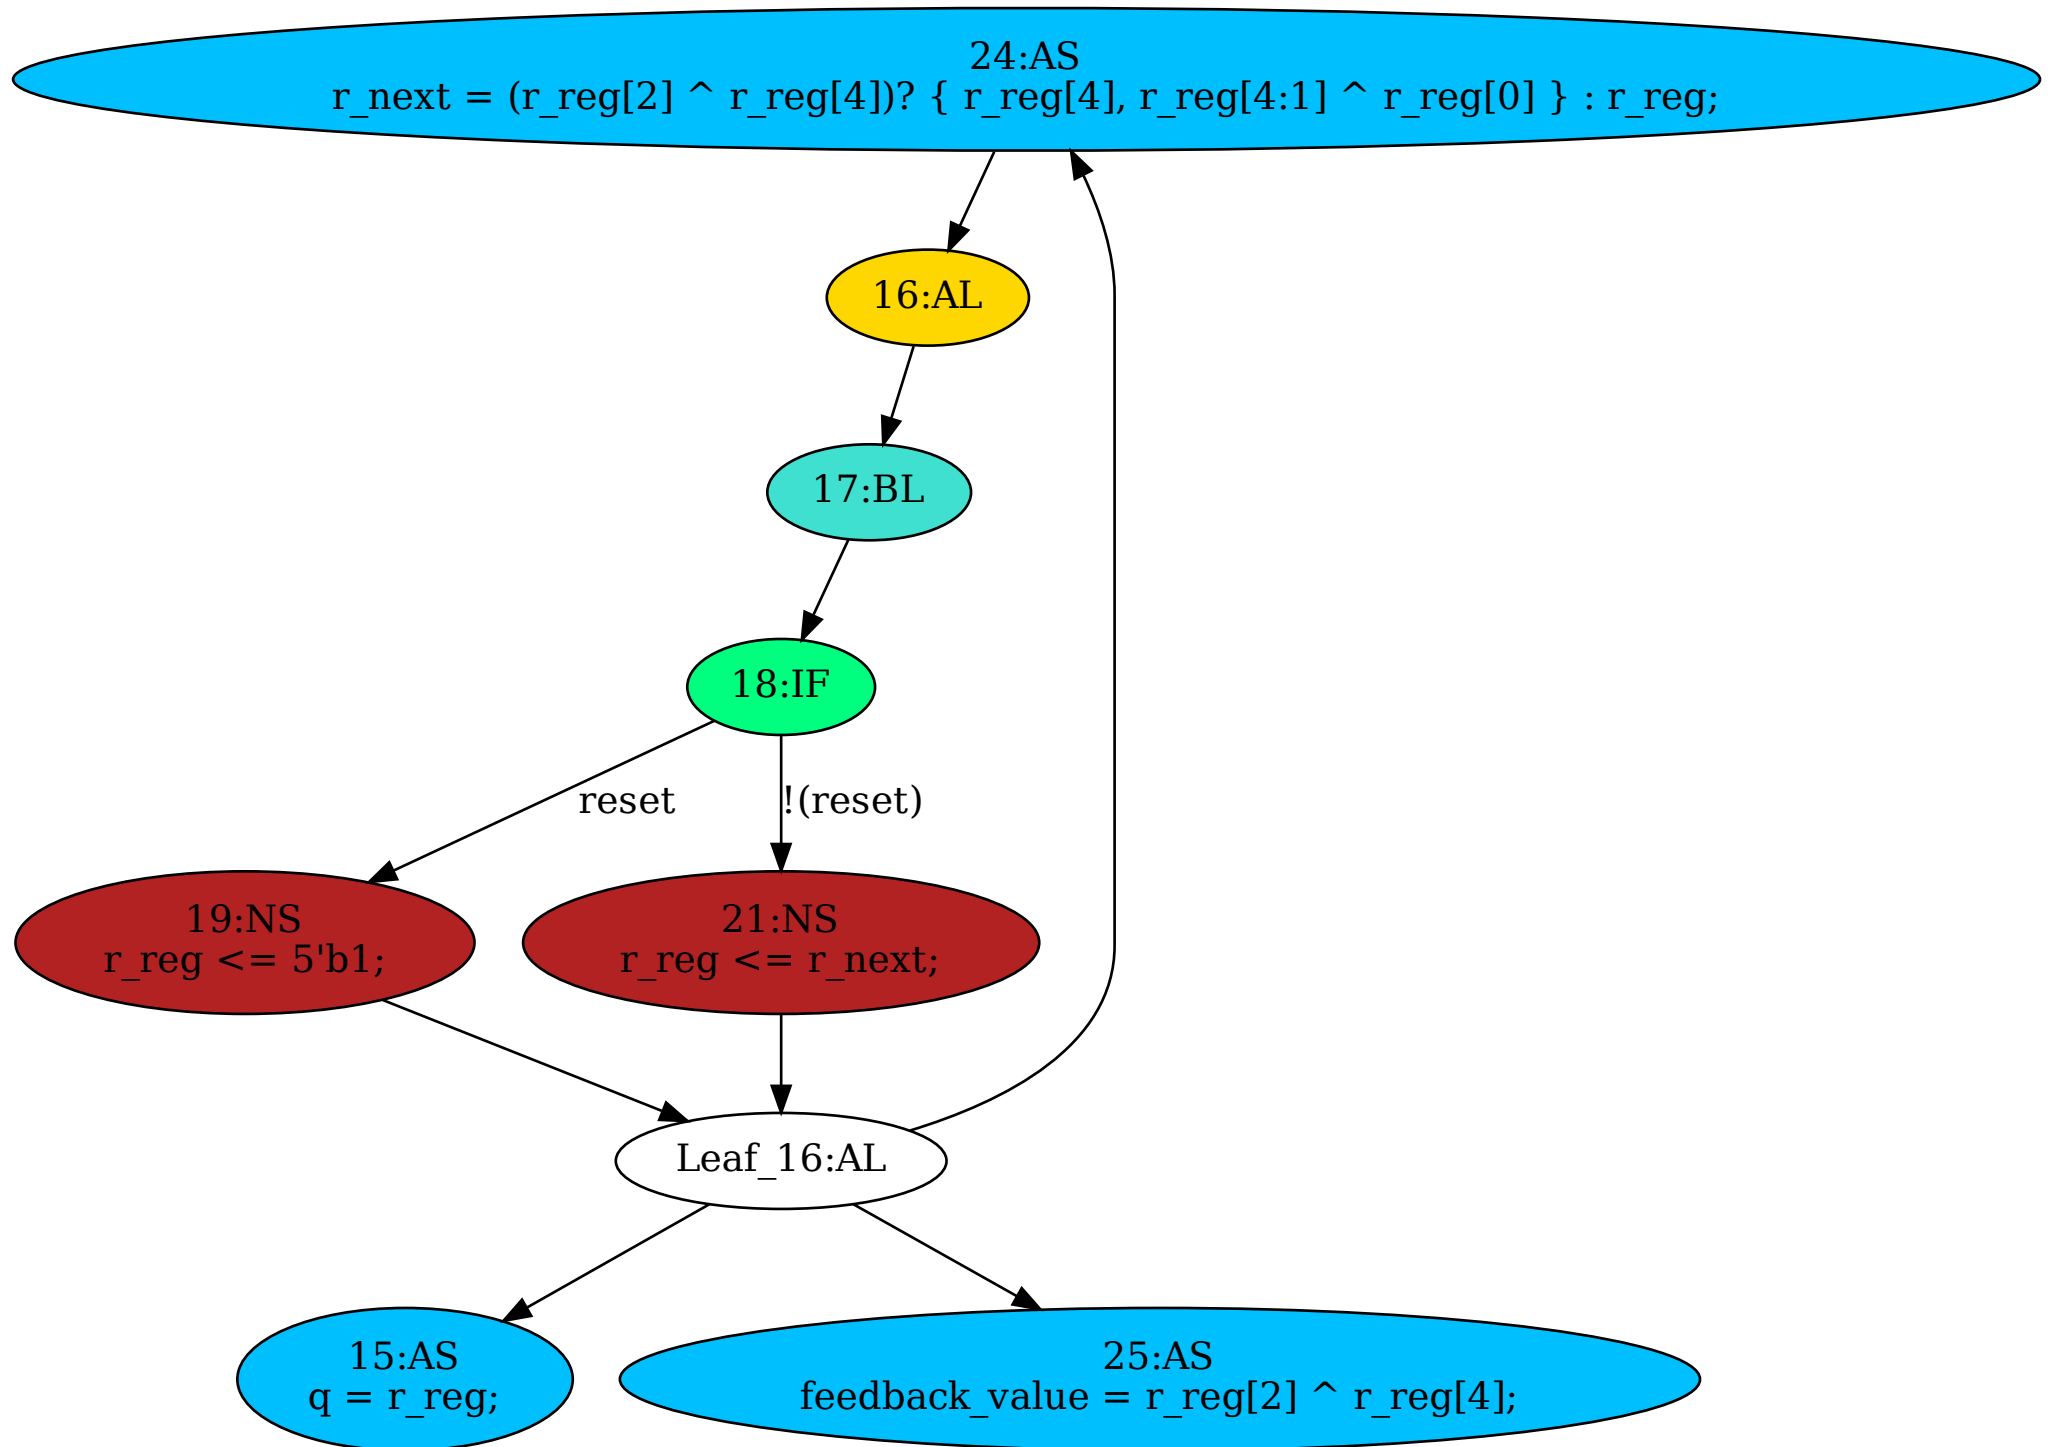 24:AS
r_next = (r_reg[2] ^ r_reg[4])? { r_reg[4], r_reg[4:1] ^ r_reg[0] } : r_reg;
16:AL
17:BL
18:IF
reset
!(reset)
19:NS
r_reg <= 5'b1;
21:NS
r_reg <= r_next;
Leaf_16:AL
15:AS
q = r_reg;
25:AS
feedback_value = r_reg[2] ^ r_reg[4];